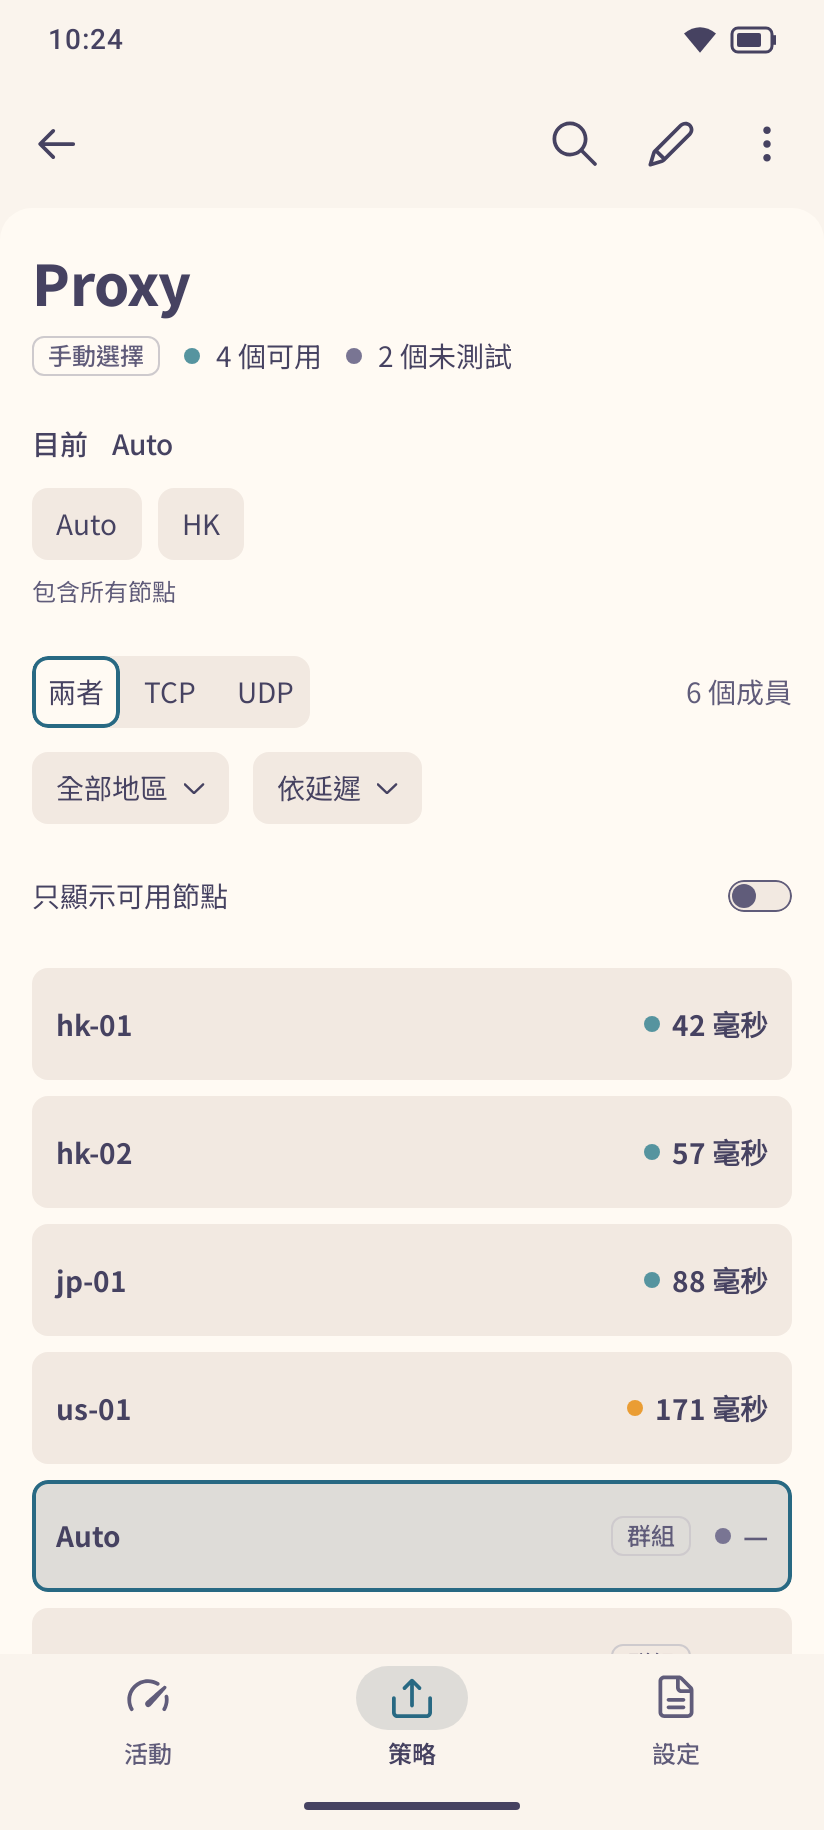 10:24
Proxy
手動選擇 4 個可用 2 個未測試
目前 Auto
Auto HK
包含所有節點
兩者 TCP UDP 6 個成員
全部地區 依延遲
只顯示可用節點
hk-01 42 毫秒
hk-02 57 毫秒
jp-01 88 毫秒
us-01 171 毫秒
Auto 群組 —
活動 策略 設定